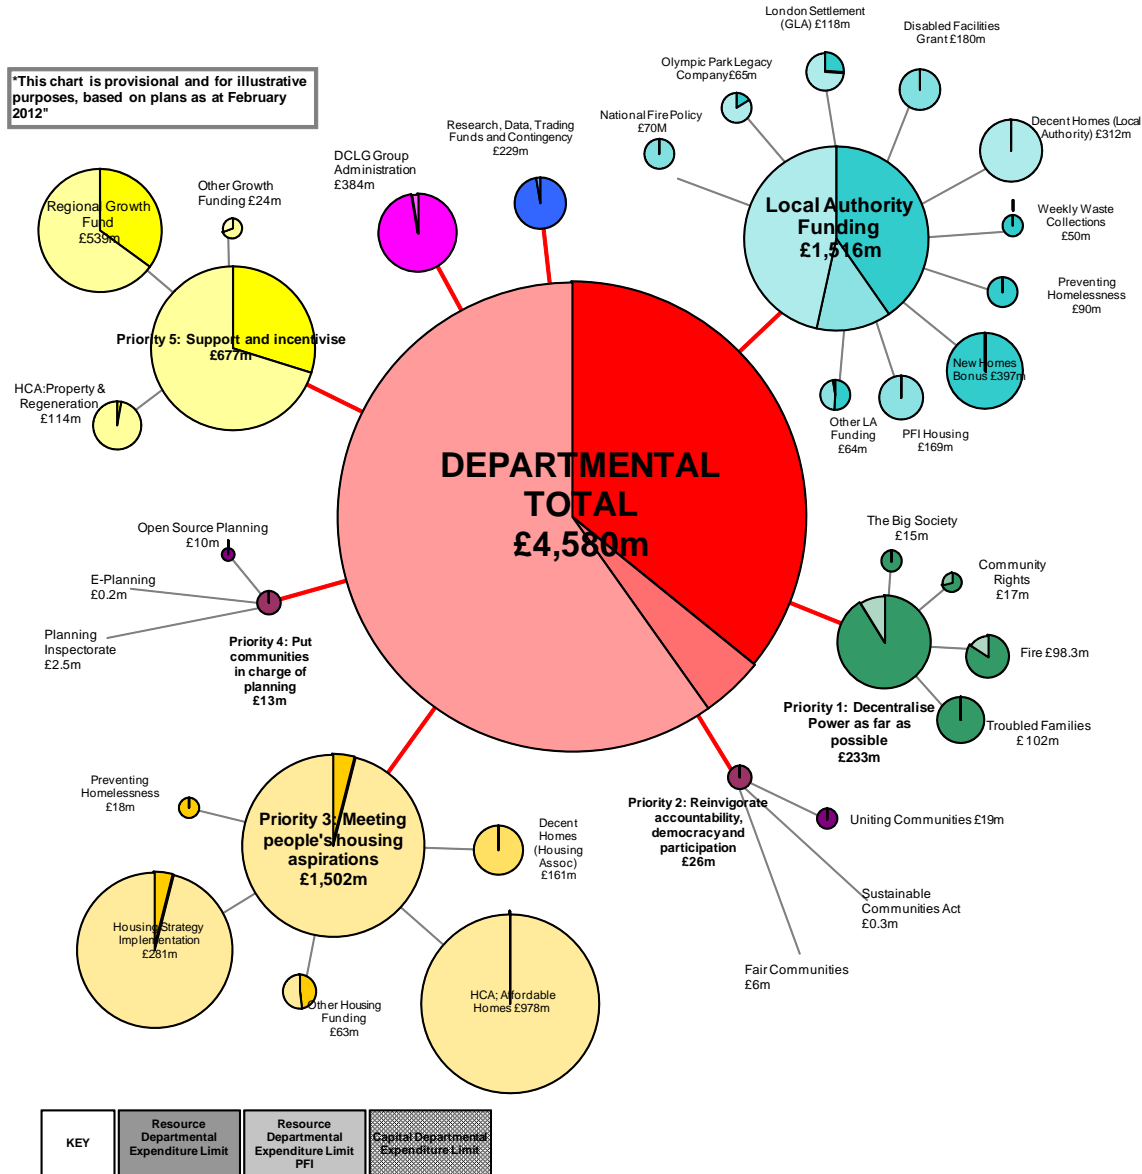 "This chart is provisional and for illustrative
purposes, based on plans as at February
2012"
London Settlement
(GLA) £118m
Disabled Facilities
Grant £180m
Olympic Park Legacy
Company £65m
National Fire Policy
£70M
Decent Homes (Local
Authority) £312m
Research, Data, Trading
Funds and Contingency
£229m
DCLG Group
Administration
£384m
Other Growth
Funding £24m
Regional Growth
Fund
£539m
Local Authority
Funding
£1,516m
Weekly Waste
Collections
£50m
Preventing
Homelessness
£90m
New Homes
Bonus £397m
PFI Housing
£169m
Other LA
Funding
£64m
Priority 5: Support and incentivise
£677m
HCA:Property &
Regeneration
£114m
DEPARTMENTAL
TOTAL
£4,580m
Open Source Planning
£10m
E-Planning
£0.2m
Planning
Inspectorate
£2.5m
Priority 4: Put
communities
in charge of
planning
£13m
The Big Society
£15m
Community
Rights
£17m
Fire £98.3m
Troubled Families
£102m
Priority 1: Decentralise
Power as far as
possible
£233m
Priority 2: Reinvigorate
accountability,
democracy and
participation
£26m
Uniting Communities £19m
Sustainable
Communities Act
£0.3m
Fair Communities
£6m
Preventing
Homelessness
£18m
Priority 3: Meeting
people's housing
aspirations
£1,502m
Decent
Homes
(Housing
Assoc)
£161m
Housing Strategy
Implementation
£281m
Other Housing
Funding
£63m
HCA; Affordable
Homes £978m
KEY
Resource
Departmental
Expenditure Limit
Resource
Departmental
Expenditure Limit
PFI
Capital Departmental
Expenditure Limit